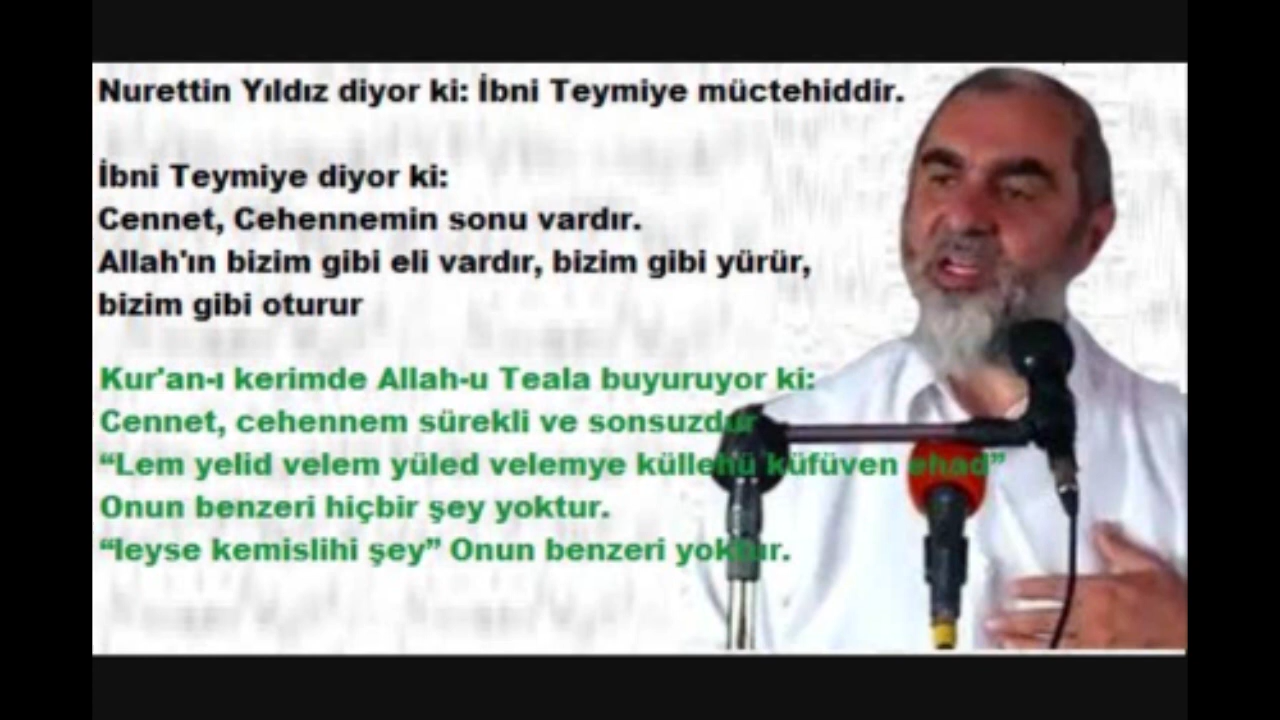 Nurettin Yıldız diyor ki: İbni Teymiye müctehiddir.
İbni Teymiye diyor ki:
Cennet, Cehennemin sonu vardır.
Allah'ın bizim gibi eli vardır, bizim gibi yürür,
bizim gibi oturur
Kur'an-ı kerimde Allah-u Teala buyuruyor ki:
Cennet, cehennem sürekli ve sonsuzdur
“Lem yelid velem yüled velemye küllehü küfüven ehad”
Onun benzeri hiçbir şey yoktur.
“leyse kemislihi şey” Onun benzeri yoktur.